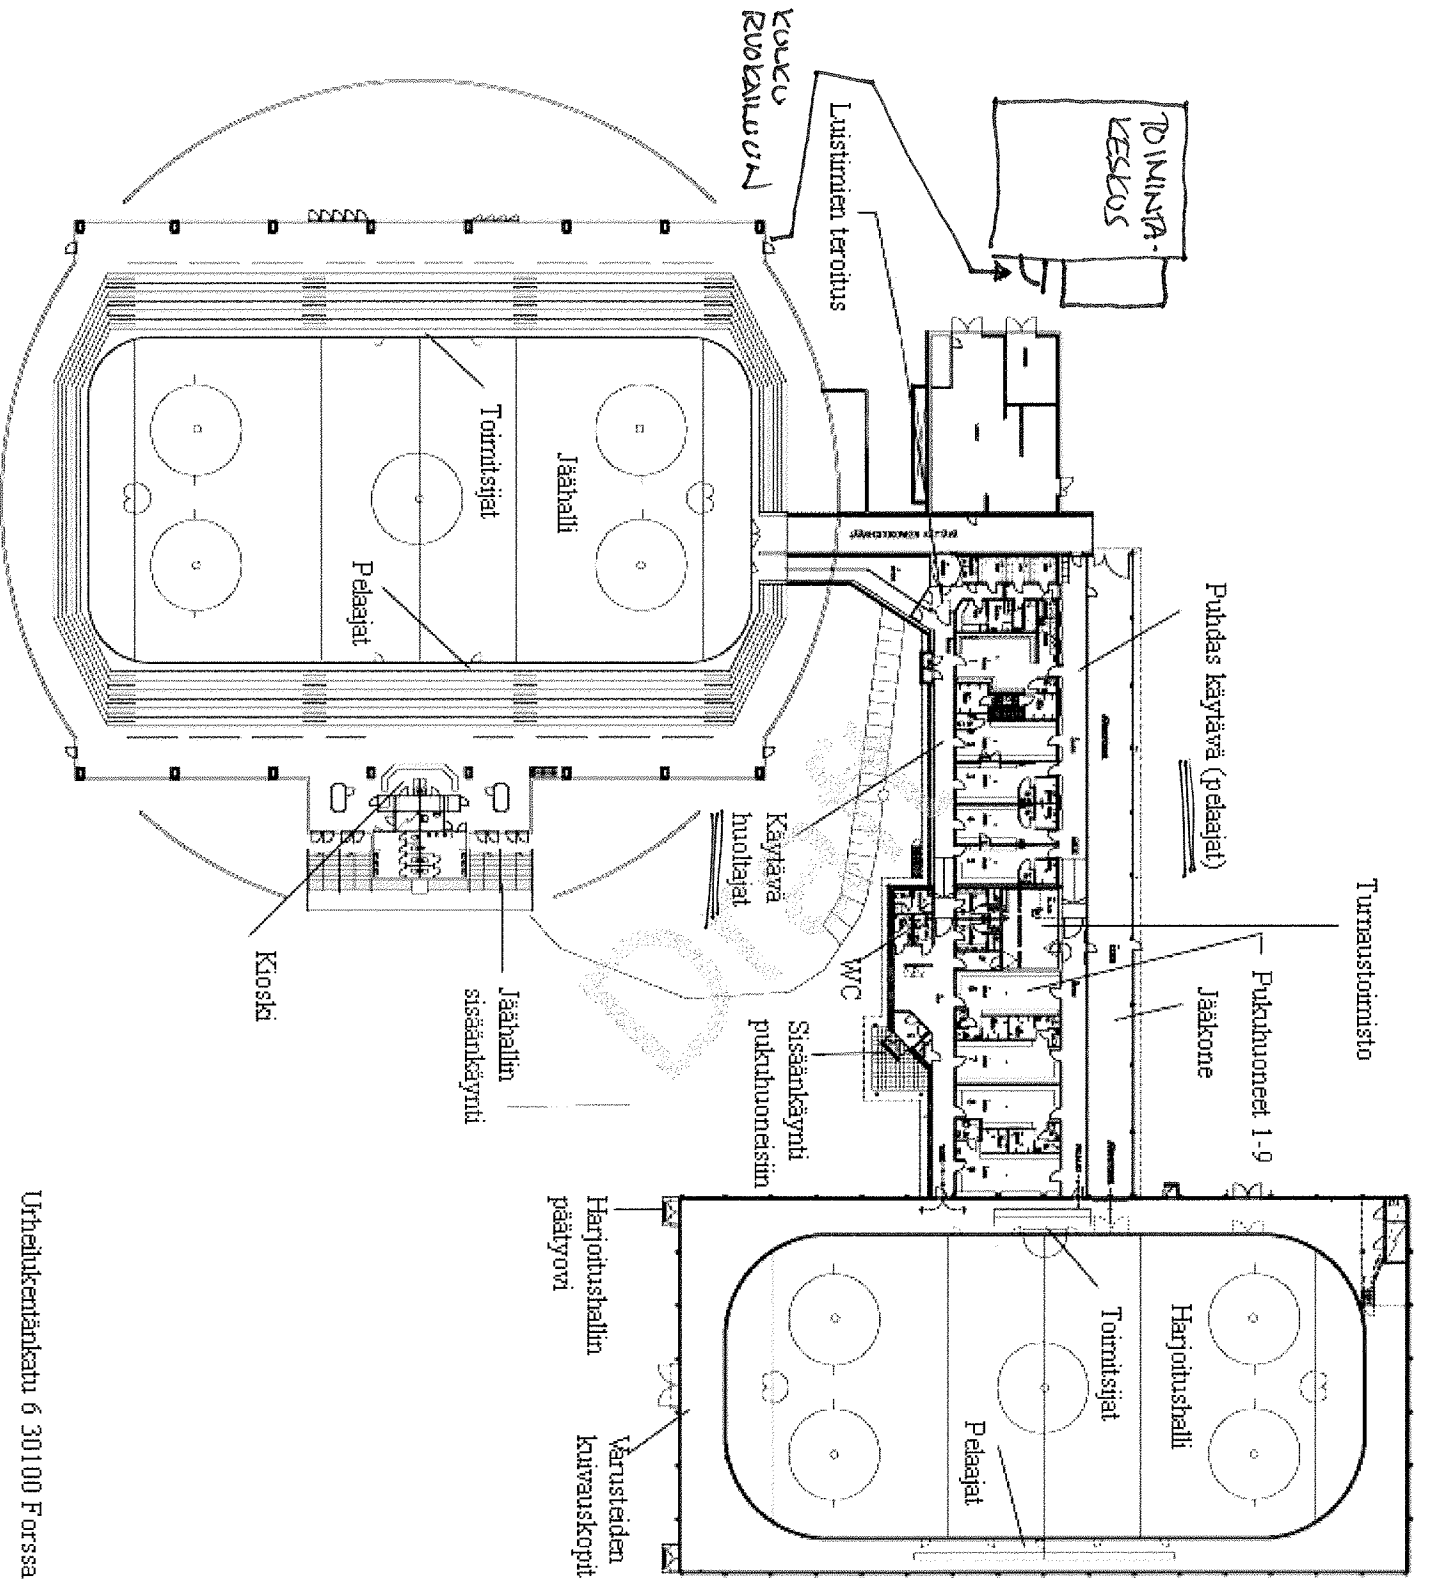 KULKU
RUOKAILUUN
TOIMINTA-
KESKUS
Luistimien teroitus
Toimitsijat
Jäähalli
Pelaajat
Puhdas käytävä (pelaajat)
Käytävä
huoltajat
Turnaustoimisto
Pukuhuoneet 1-9
Jääkone
WC
Sisäänkäynti
pukuhuoneisiin
Jäähallin
sisäänkäynti
Kioski
Harjoitushallin
päätyovi
Harjoitushalli
Toimitsijat
Pelaajat
Varusteiden
kuivauskopit
Urheilukentänkatu 6 30100 Forssa